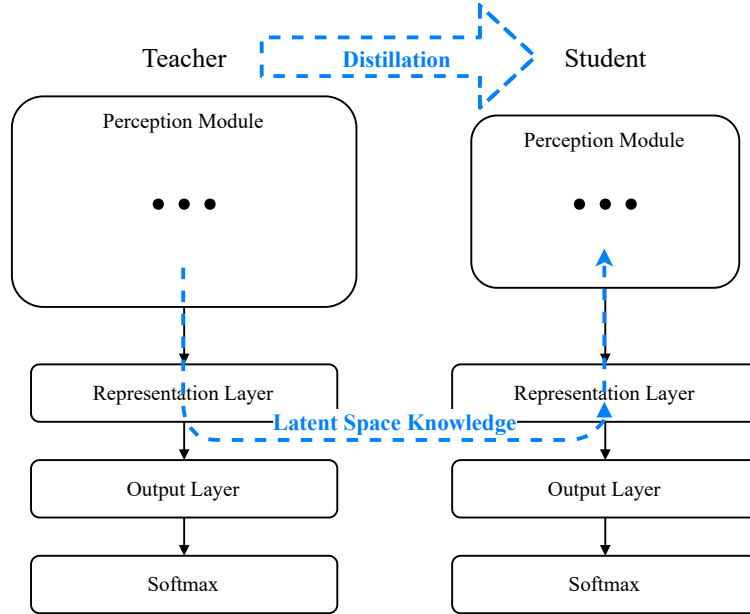 Teacher
Distillation
Student
Perception Module
Perception Module
Representation Layer
Representation Layer
Latent Space Knowledge
Output Layer
Output Layer
Softmax
Softmax